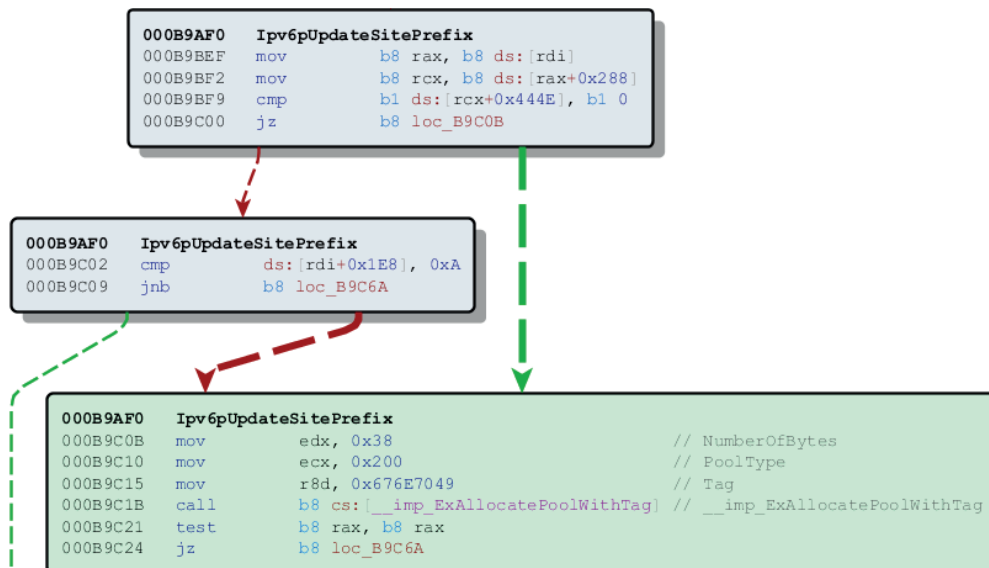 000B9AF0 Ipv6pUpdateSitePrefix
000B9BEF mov b8 rax, b8 ds:[rdi]
000B9BF2 mov b8 rcx, b8 ds:[rax+0x288]
000B9BF9 cmp b1 ds:[rcx+0x444E], b1 0
000B9C00 jz b8 loc_B9C0B
000B9AF0 Ipv6pUpdateSitePrefix
000B9C02 cmp ds:[rdi+0x1E8], 0xA
000B9C09 jnb b8 loc_B9C6A
000B9AF0 Ipv6pUpdateSitePrefix
000B9C0B mov edx, 0x38 // NumberOfBytes
000B9C10 mov ecx, 0x200 // PoolType
000B9C15 mov r8d, 0x676E7049 // Tag
000B9C1B call b8 cs:[__imp_ExAllocatePoolWithTag] // __imp_ExAllocatePoolWithTag
000B9C21 test b8 rax, b8 rax
000B9C24 jz b8 loc_B9C6A